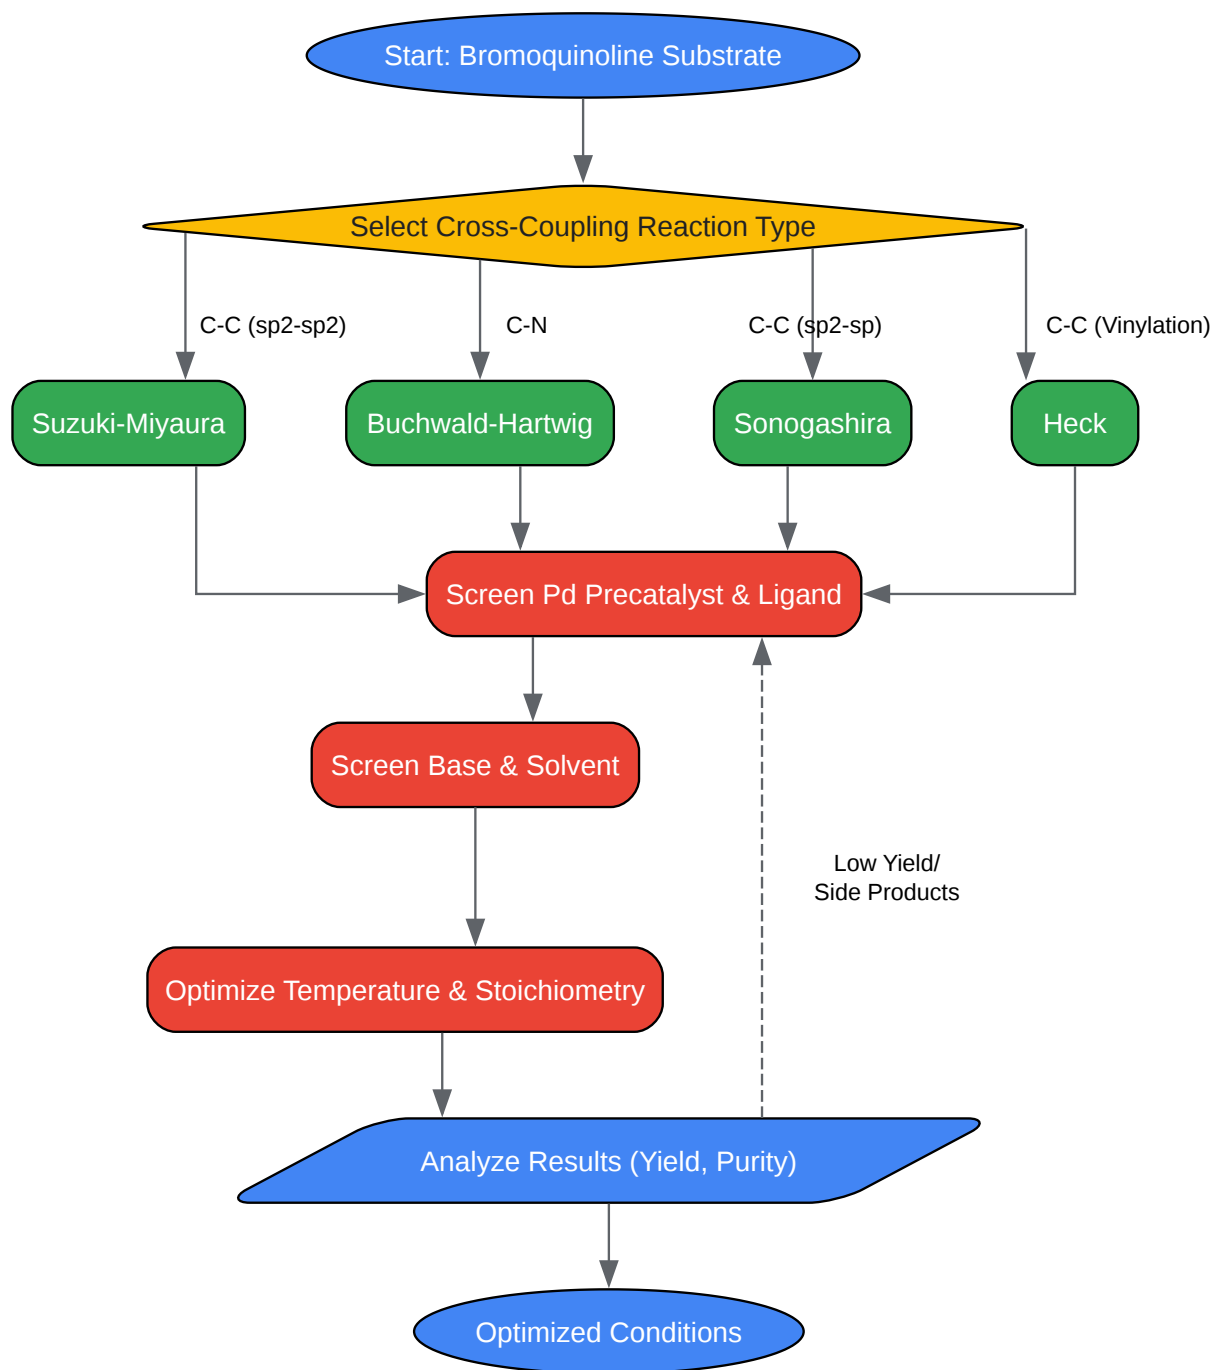 Start: Bromoquinoline Substrate
Select Cross-Coupling Reaction Type
C-C (sp2-sp2)
C-N
C-C (sp2-sp)
C-C (Vinylation)
Suzuki-Miyaura
Buchwald-Hartwig
Sonogashira
Heck
Screen Pd Precatalyst & Ligand
Screen Base & Solvent
Low Yield/
Side Products
Optimize Temperature & Stoichiometry
Analyze Results (Yield, Purity)
Optimized Conditions